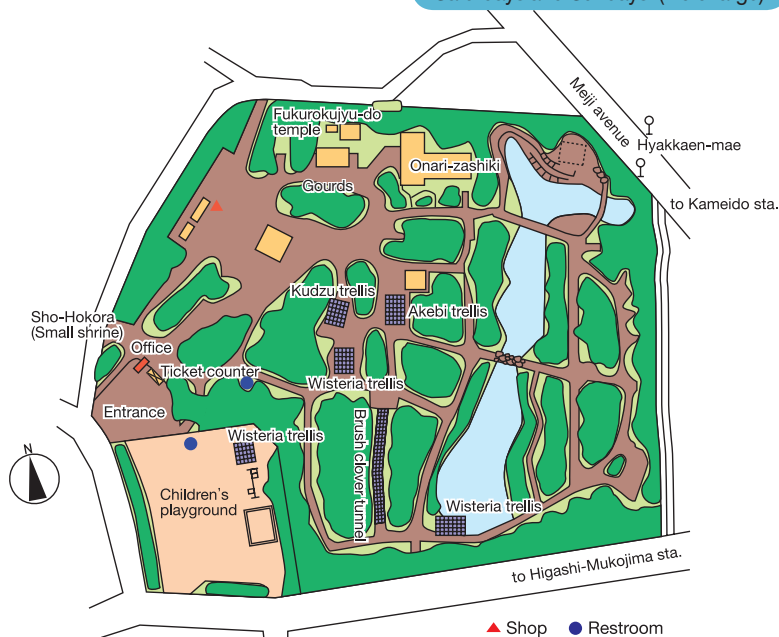 Meiji avenue
Hyakkaen-mae
to Kameido sta.
Fukurokujyu-do
temple
Onari-zashiki
Gourds
Kudzu trellis
Akebi trellis
Sho-Hokora
(Small shrine)
Office
Ticket counter
Wisteria trellis
Entrance
Wisteria trellis
Brush clover tunnel
N
Children's
playground
Wisteria trellis
to Higashi-Mukojima sta.
Shop
Restroom